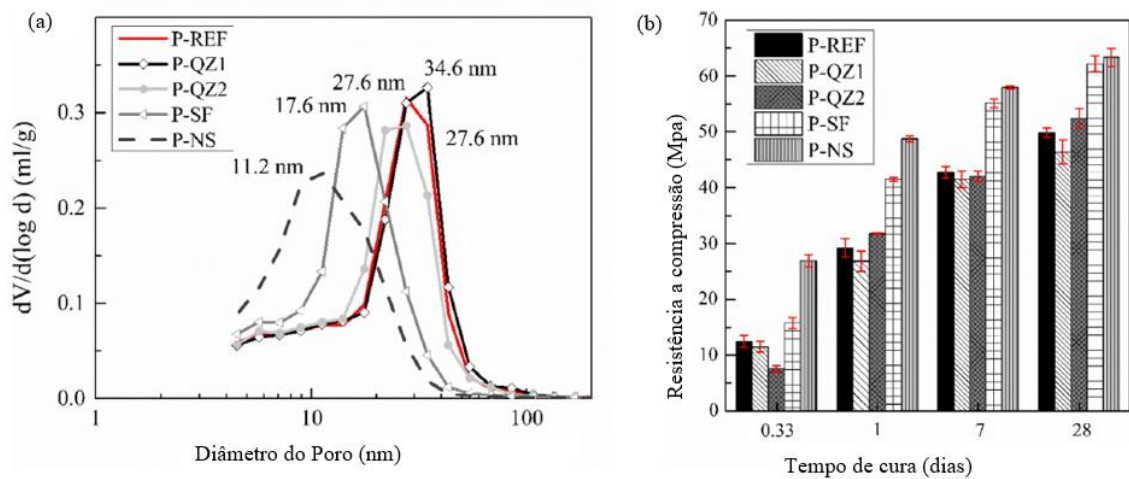 (a)
P-REF
P-QZ1
P-QZ2
P-SF
P-NS
34.6 nm
27.6 nm
17.6 nm
27.6 nm
11.2 nm
0.3
0.2
0.1
0.0
dV/d(log d) (ml/g)
1
10
100
Diâmetro do Poro (nm)
(b)
P-REF
P-QZ1
P-QZ2
P-SF
P-NS
70
60
50
40
30
20
10
0
Resistência a compressão (Mpa)
0.33
1
7
28
Tempo de cura (dias)